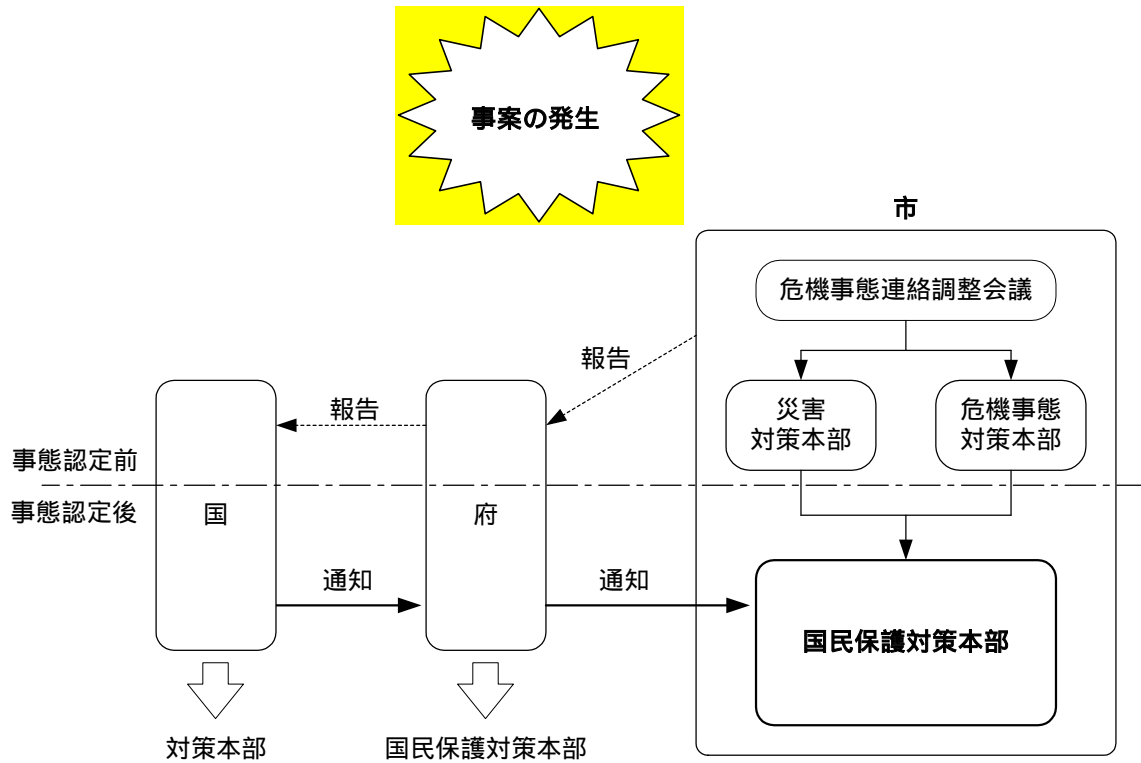 事案の発生
市
危機事態連絡調整会議
報告
報告
災害
対策本部
危機事態
対策本部
事態認定前
事態認定後
国
府
通知
通知
国民保護対策本部
対策本部
国民保護対策本部